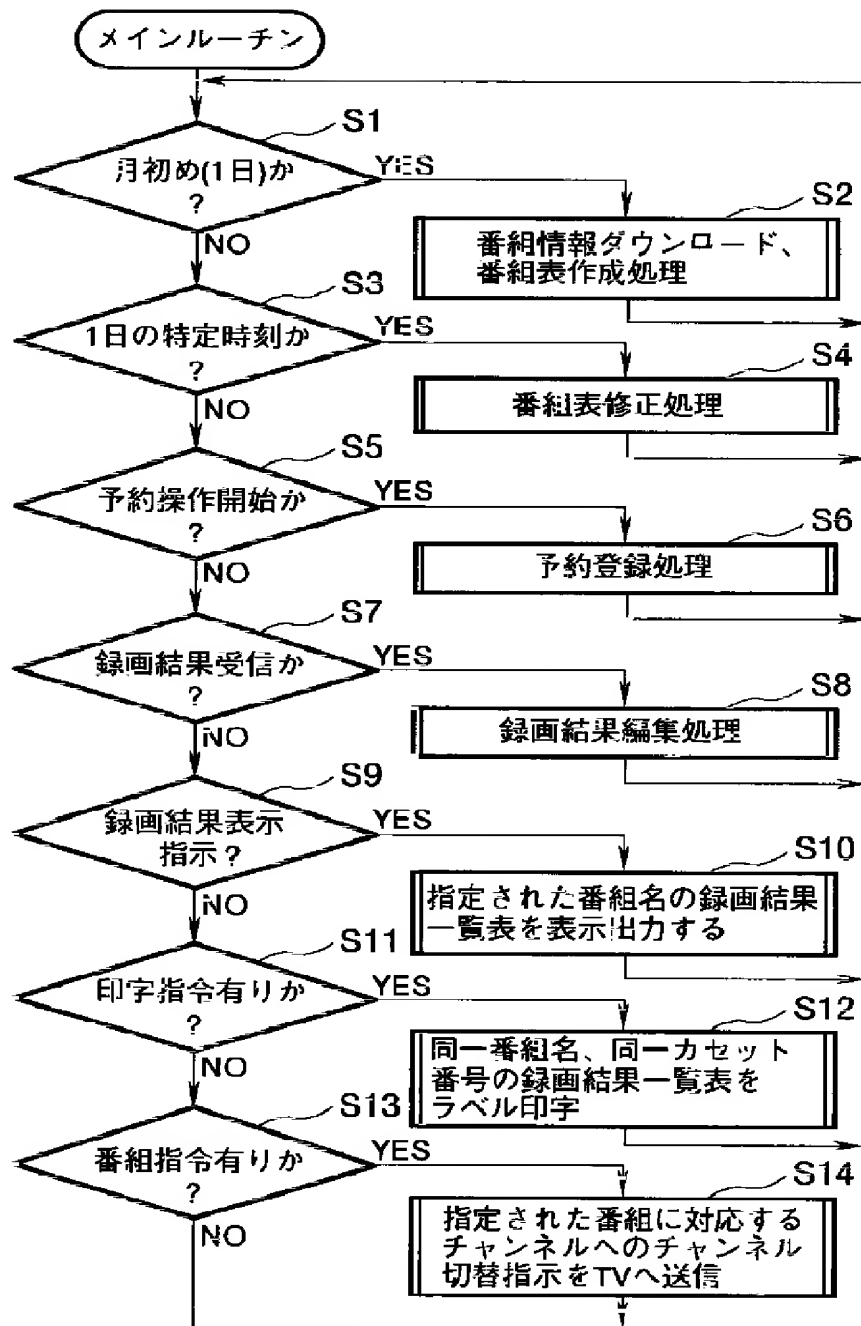 メインルーチン
S1
月初め(1日)か
?
YES
NO
S2
番組情報ダウンロード、
番組表作成処理
S3
1日の特定時刻か
?
YES
NO
S4
番組表修正処理
S5
予約操作開始か
?
YES
NO
S6
予約登録処理
S7
録画結果受信か
?
YES
NO
S8
録画結果編集処理
S9
録画結果表示
指示?
YES
NO
S10
指定された番組名の録画結果
一覧表を表示出力する
S11
印字指令有りか
?
YES
NO
S12
同一番組名、同一カセット
番号の録画結果一覧表を
ラベル印字
S13
番組指令有りか
?
YES
NO
S14
指定された番組に対応する
チャンネルへのチャンネル
切替指示をTVへ送信